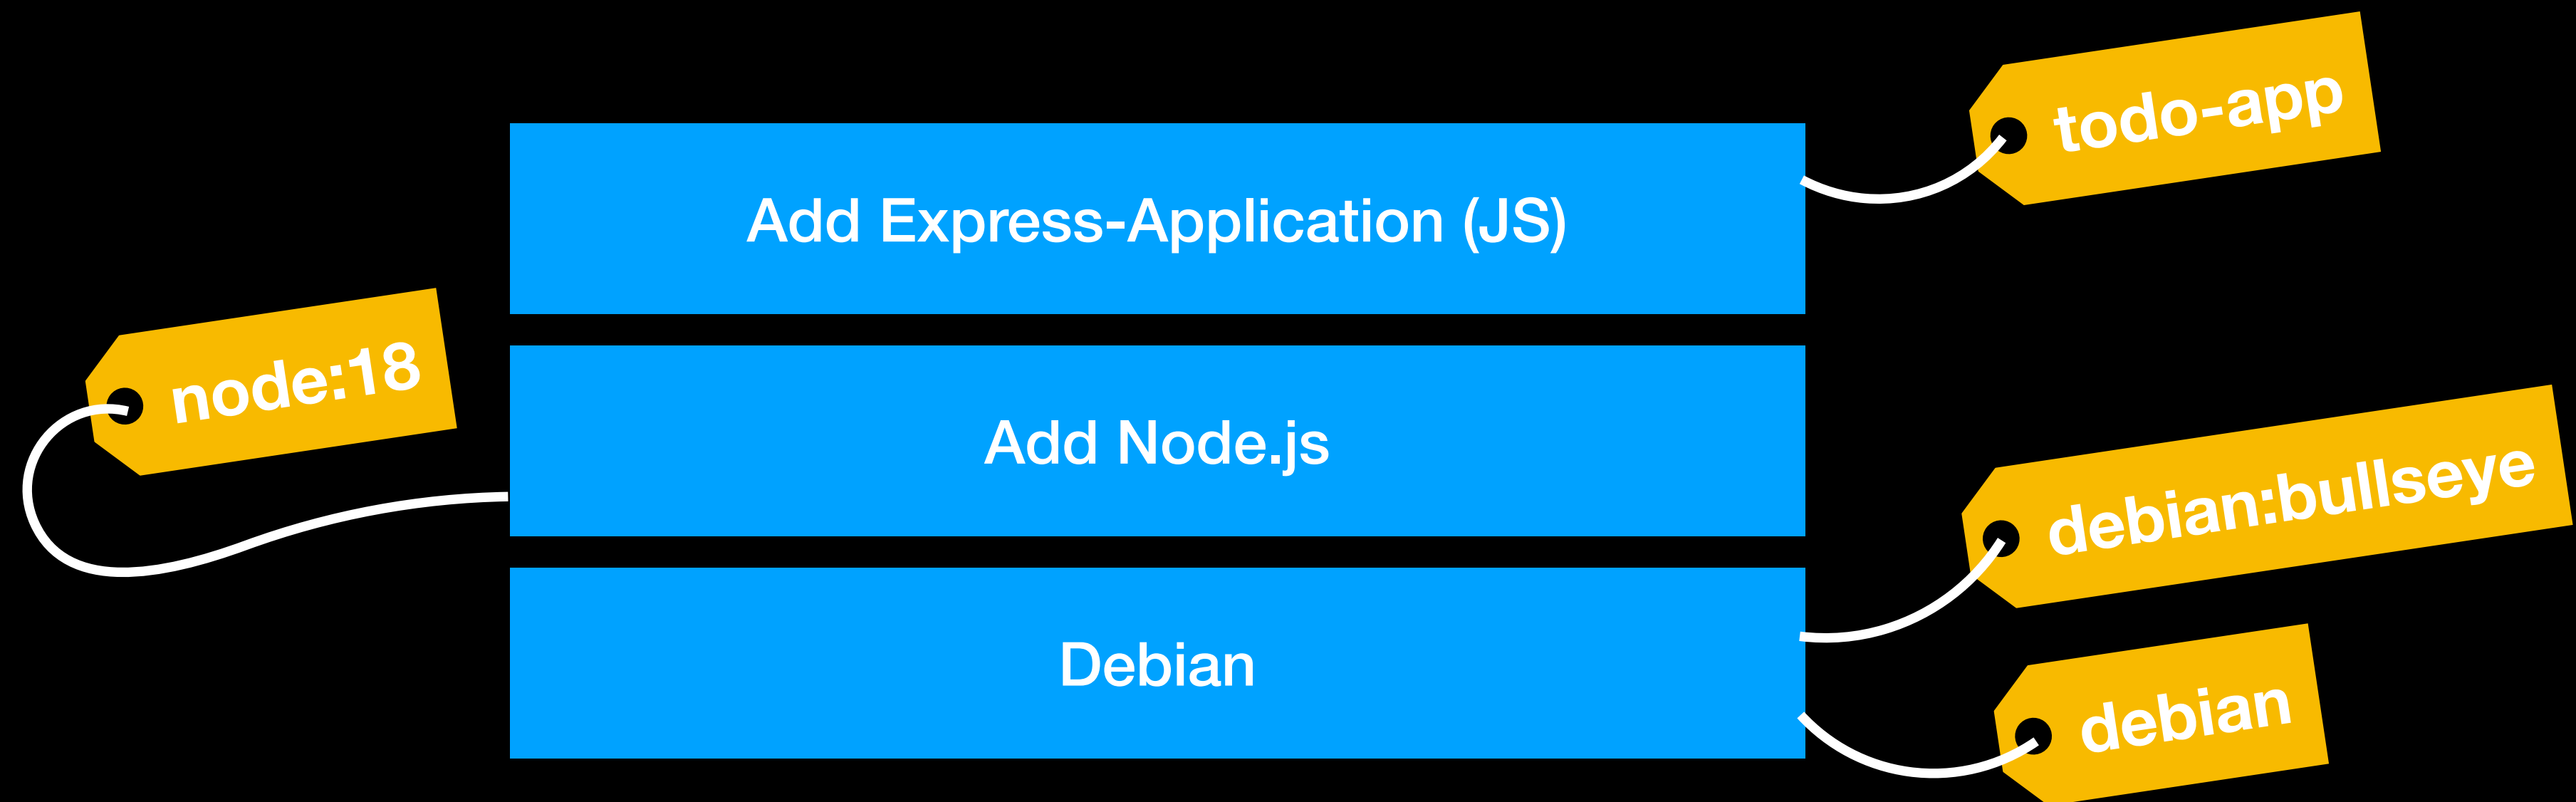 todo-app
Add Express-Application (JS)
node:18
Add Node.js
debian:bullseye
Debian
debian